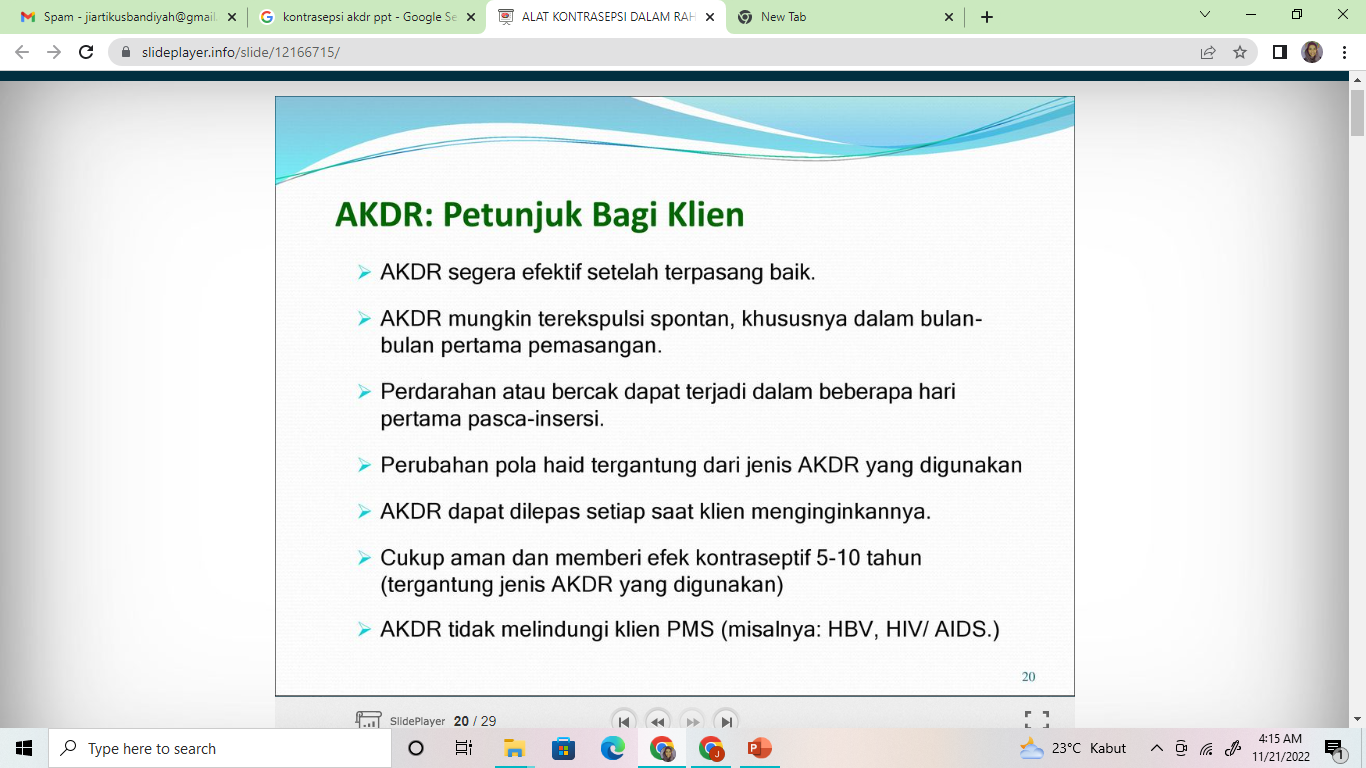 Spam - jiartikusbandiyah@gmail.
kontrasepsi akdr ppt - Google Se
ALAT KONTRASEPSI DALAM RAH
New Tab
slideplayer.info/slide/12166715/
AKDR: Petunjuk Bagi Klien
AKDR segera efektif setelah terpasang baik.
AKDR mungkin terekspulsi spontan, khususnya dalam bulan-
bulan pertama pemasangan.
Perdarahan atau bercak dapat terjadi dalam beberapa hari
pertama pasca-insersi.
Perubahan pola haid tergantung dari jenis AKDR yang digunakan
AKDR dapat dilepas setiap saat klien menginginkannya.
Cukup aman dan memberi efek kontraseptif 5-10 tahun
(tergantung jenis AKDR yang digunakan)
AKDR tidak melindungi klien PMS (misalnya: HBV, HIV/ AIDS.)
20
SlidePlayer 20 / 29
Type here to search
23°C Kabut
4:15 AM
11/21/2022
1